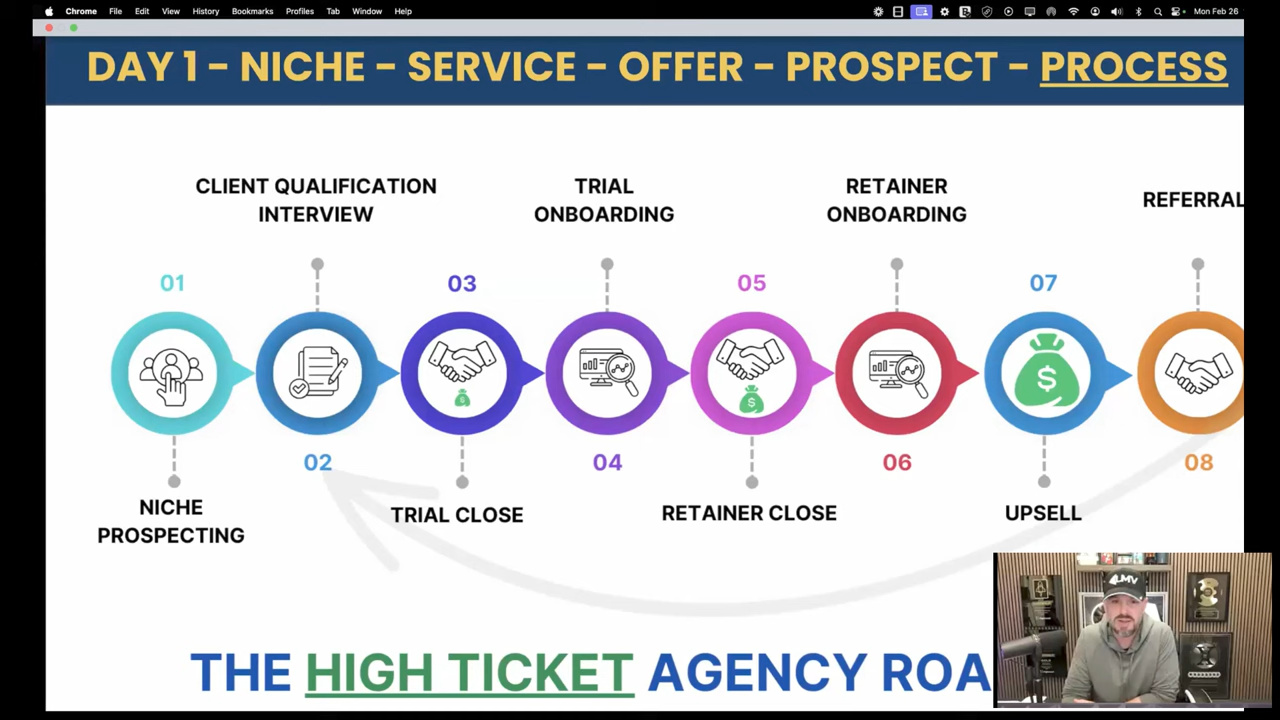 Chrome File Edit View History Bookmarks Profiles Tab Window Help Mon Feb 26
DAY 1 – NICHE – SERVICE – OFFER – PROSPECT – PROCESS
CLIENT QUALIFICATION
INTERVIEW
TRIAL
ONBOARDING
RETAINER
ONBOARDING
REFERRAL
01
03
05
07
$
$
$
02
04
06
08
NICHE
PROSPECTING
TRIAL CLOSE
RETAINER CLOSE
UPSELL
LMV
THE HIGH TICKET AGENCY ROA